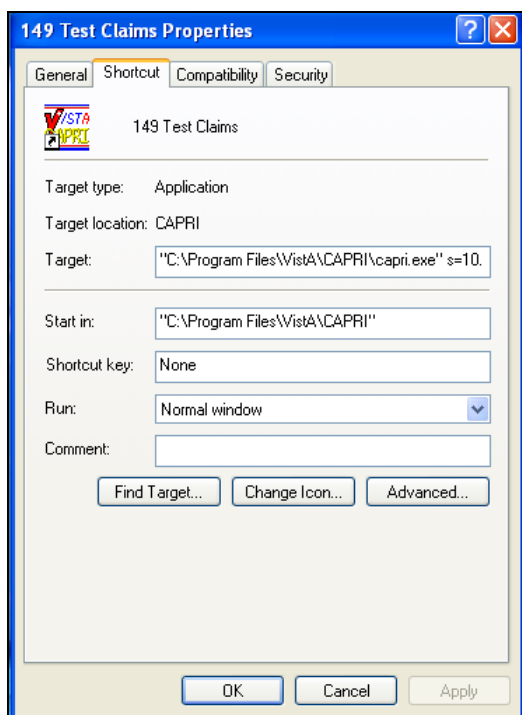 149 Test Claims Properties
General Shortcut Compatibility Security
VISTA
CAPRI
149 Test Claims
Target type: Application
Target location: CAPRI
Target: "C:\Program Files\VistA\CAPRI\capri.exe" s=10.
Start in: "C:\Program Files\VistA\CAPRI"
Shortcut key: None
Run: Normal window
Comment:
Find Target... Change Icon... Advanced...
OK Cancel Apply